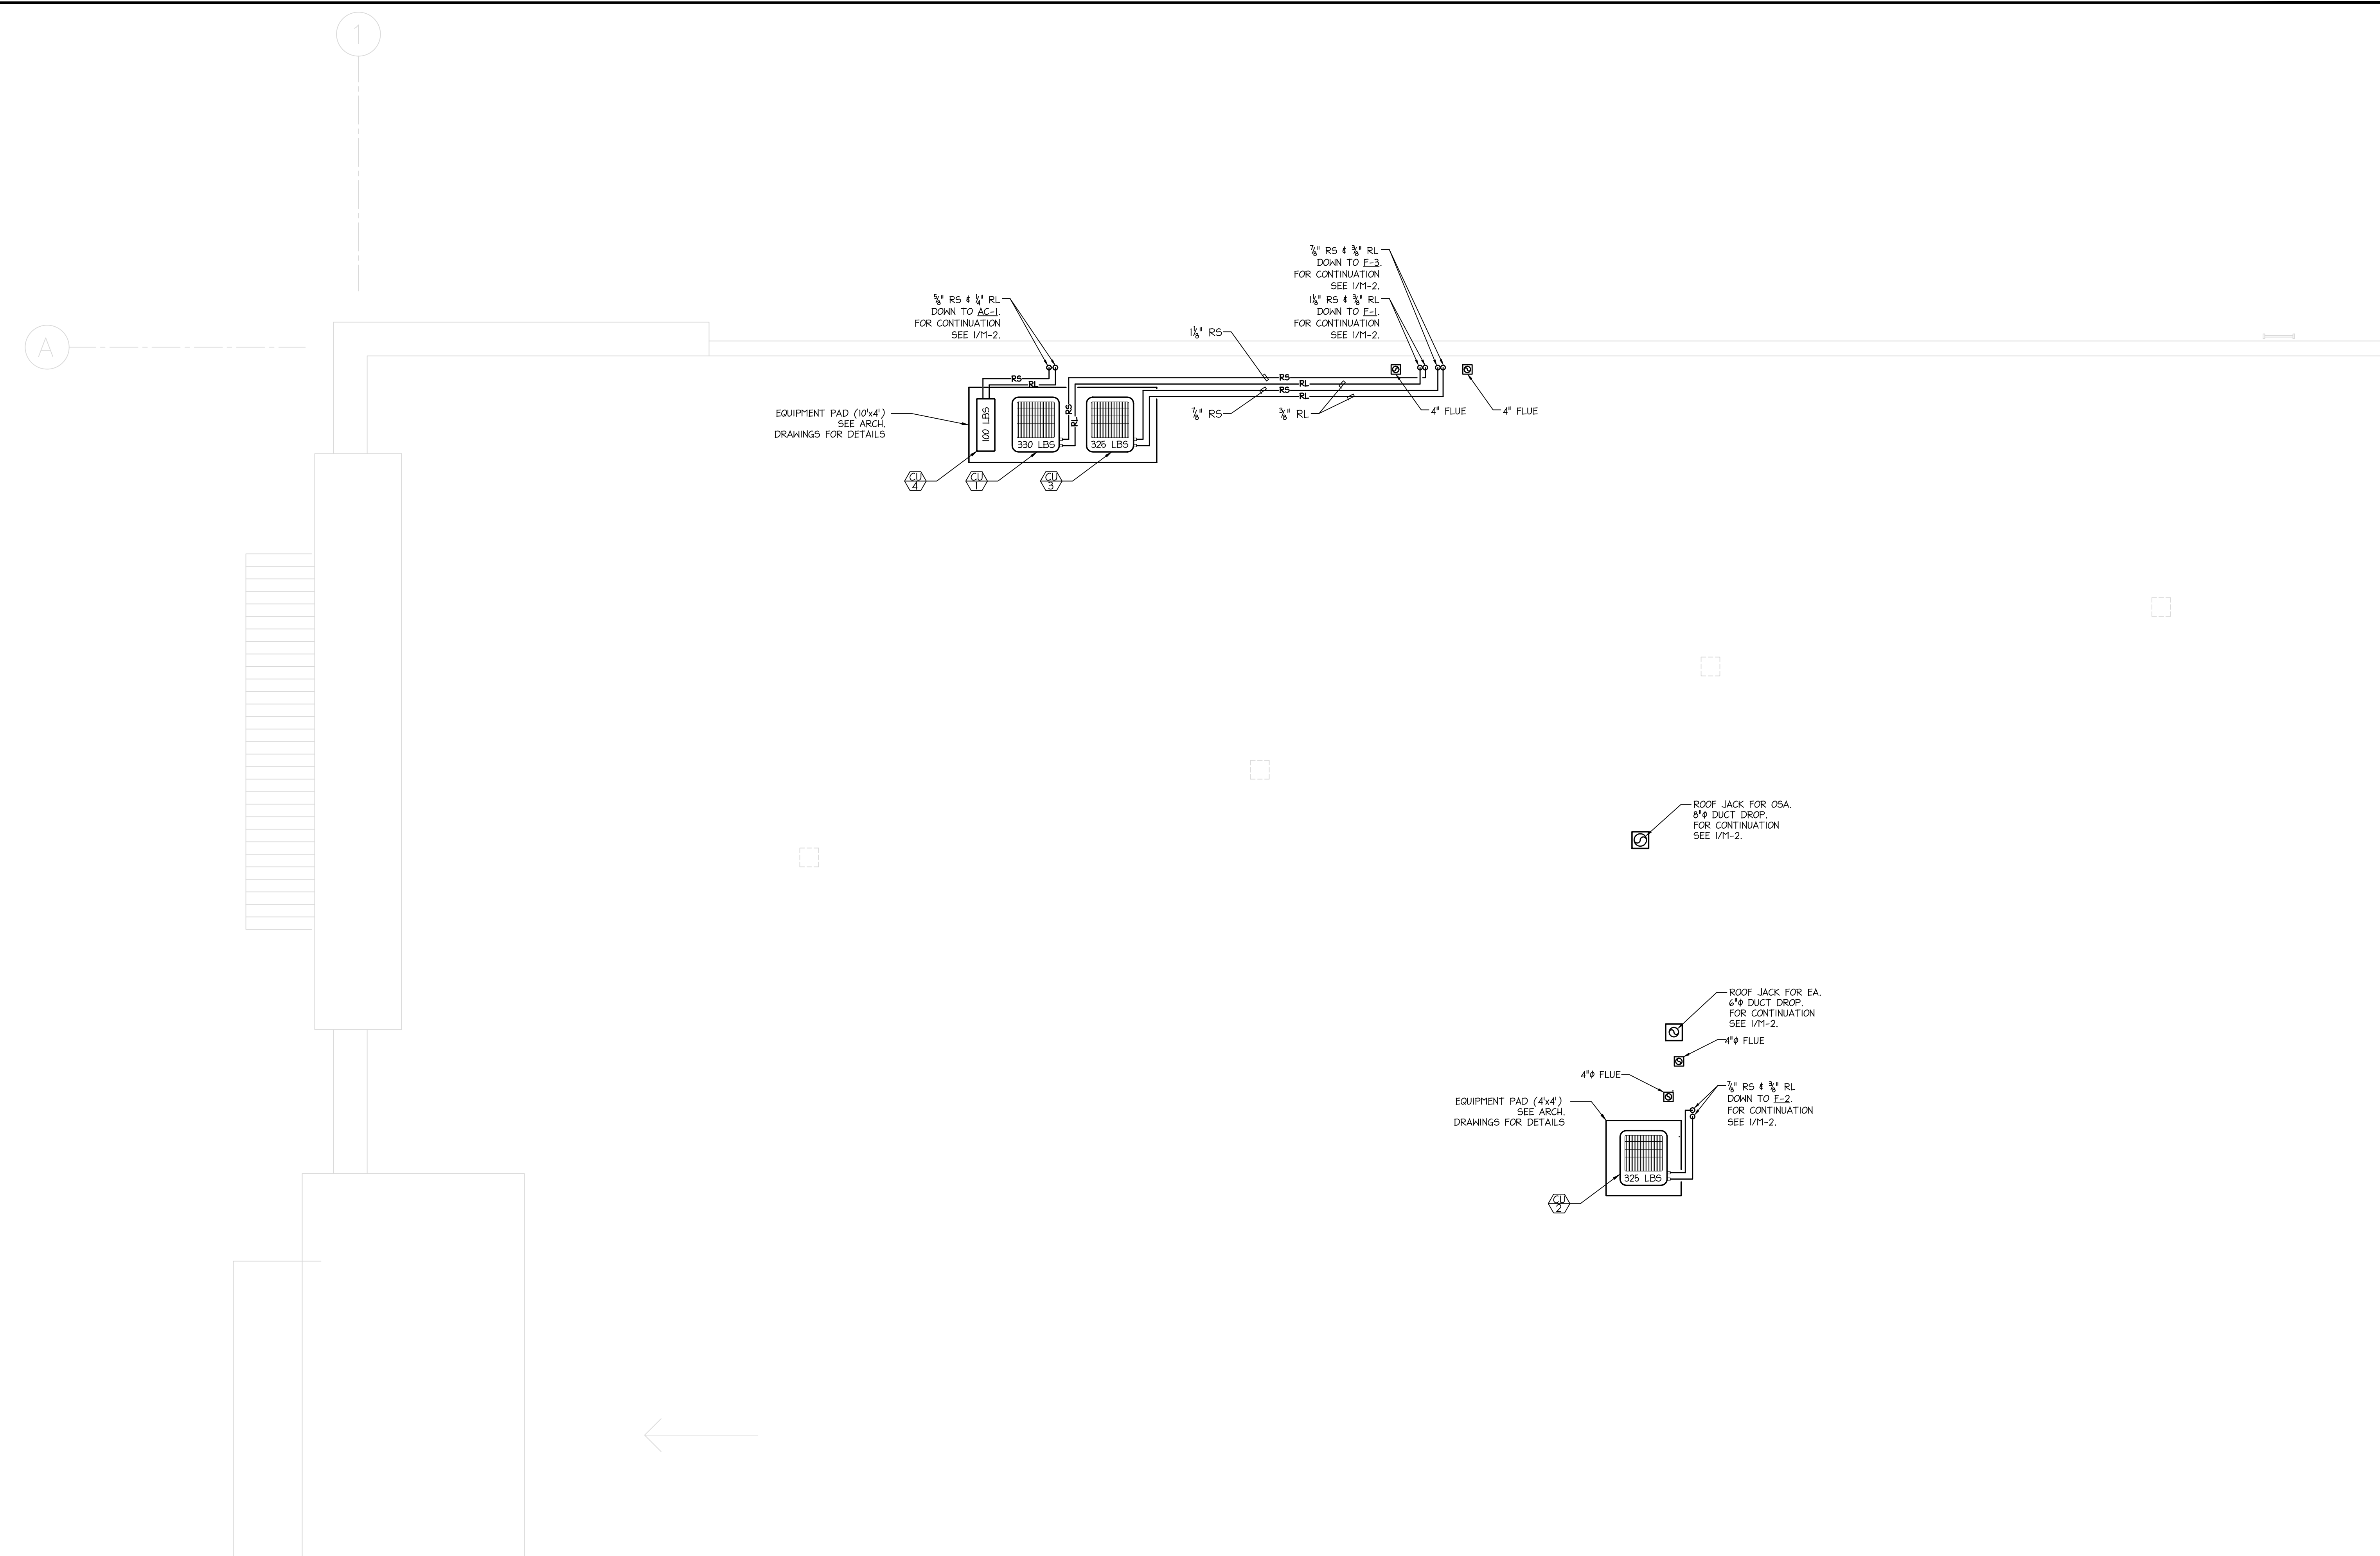 1
A
⅞" RS & ⅜" RL
DOWN TO F-3.
FOR CONTINUATION
SEE 1/M-2.
1⅛" RS & ⅜" RL
DOWN TO F-1.
FOR CONTINUATION
SEE 1/M-2.
⅝" RS & ¼" RL
DOWN TO AC-1.
FOR CONTINUATION
SEE 1/M-2.
1⅛" RS
RS
RL
RS
RL
RS
RL
RS
RL
⅞" RS
⅜" RL
4" FLUE
4" FLUE
EQUIPMENT PAD (10'x4')
SEE ARCH.
DRAWINGS FOR DETAILS
100 LBS
330 LBS
325 LBS
CU
4
CU
1
CU
3
ROOF JACK FOR OSA.
8"ϕ DUCT DROP.
FOR CONTINUATION
SEE 1/M-2.
ROOF JACK FOR EA.
6"ϕ DUCT DROP.
FOR CONTINUATION
SEE 1/M-2.
4"ϕ FLUE
4"ϕ FLUE
⅞" RS & ⅜" RL
DOWN TO F-2.
FOR CONTINUATION
SEE 1/M-2.
EQUIPMENT PAD (4'x4')
SEE ARCH.
DRAWINGS FOR DETAILS
325 LBS
CU
2